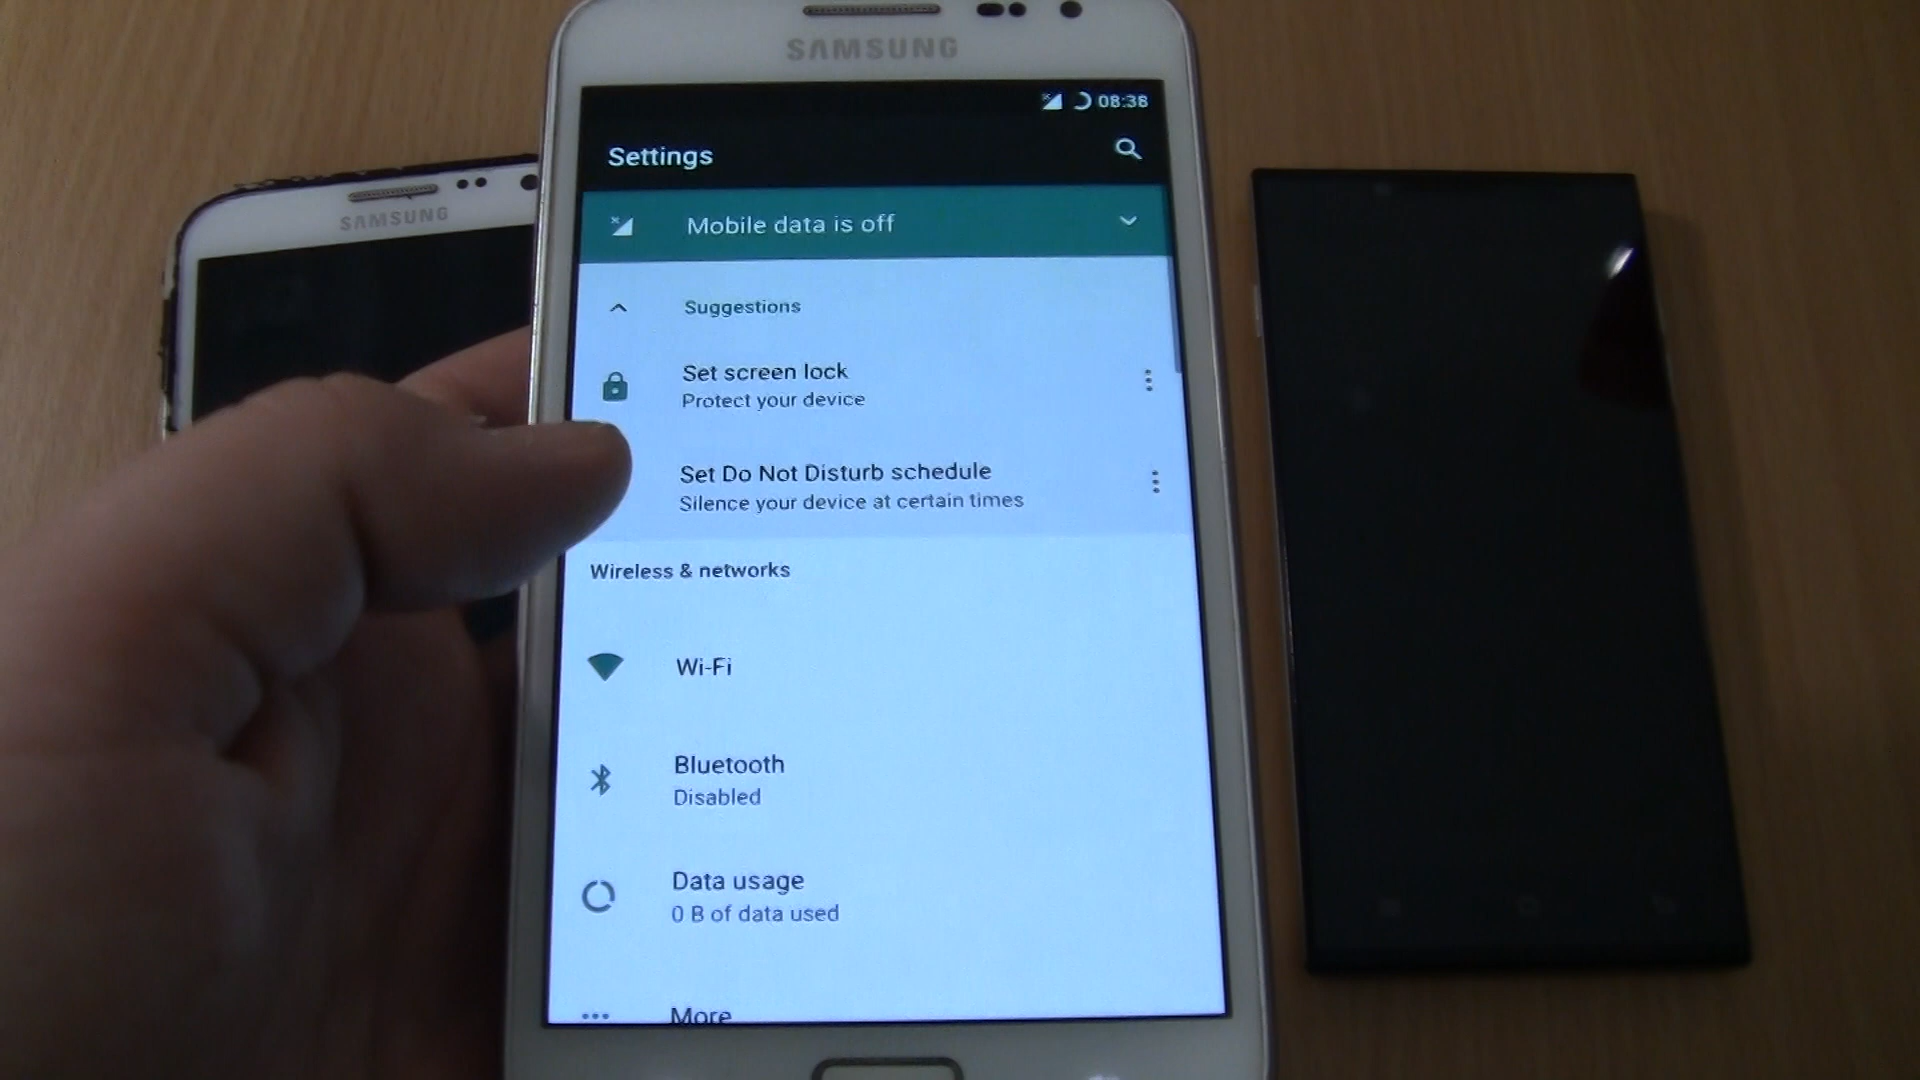 SAMSUNG
08:38
Settings
SAMSUNG
Mobile data is off
Suggestions
Set screen lock
Protect your device
Set Do Not Disturb schedule
Silence your device at certain times
Wireless & networks
Wi-Fi
Bluetooth
Disabled
Data usage
0 B of data used
More